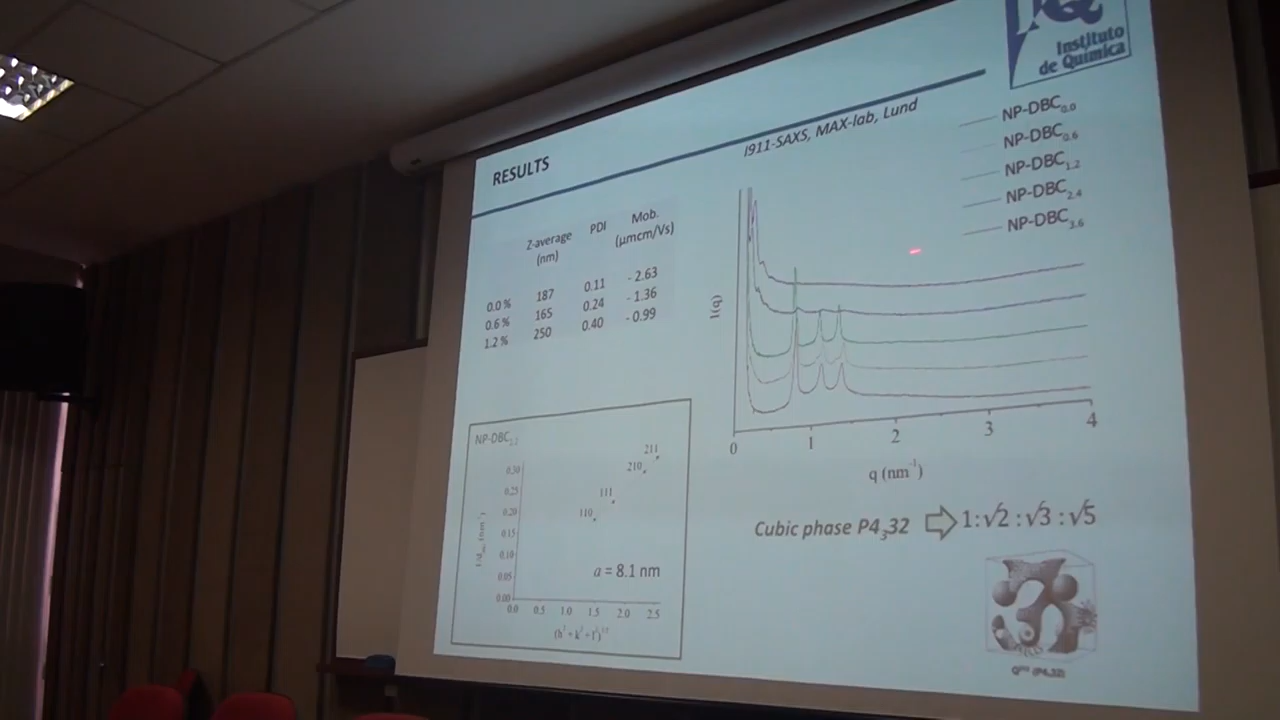 Instituto
de Química
RESULTS
I911-SAXS, MAX-lab, Lund
NP-DBC0.0
NP-DBC0.6
NP-DBC1.2
NP-DBC2.4
NP-DBC3.6
Z-average
(nm)
PDI
Mob.
(µmcm/Vs)
0.0 % 187 0.11 - 2.63
0.6 % 165 0.24 - 1.36
1.2 % 250 0.40 - 0.99
I(q)
0 1 2 3 4
q (nm-1)
NP-DBC
0.30
0.25
0.20
0.15
0.10
0.05
0.00
211
210
111
110
a = 8.1 nm
0.0 0.5 1.0 1.5 2.0 2.5
(h2 + k2 + l2)1/2
Cubic phase P4332 1:√2 : √3 : √5